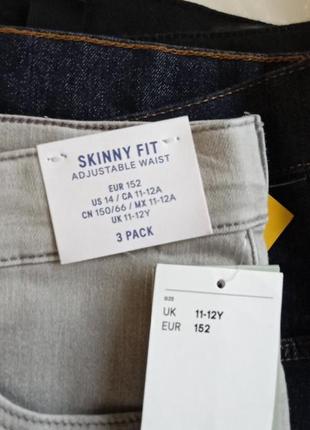 SKINNY FIT
ADJUSTABLE WAIST
EUR 152
US 14 / CA 11-12A
CN 150/66 / MX 11-12A
UK 11-12Y
3 PACK
SIZE
UK 11-12Y
EUR 152